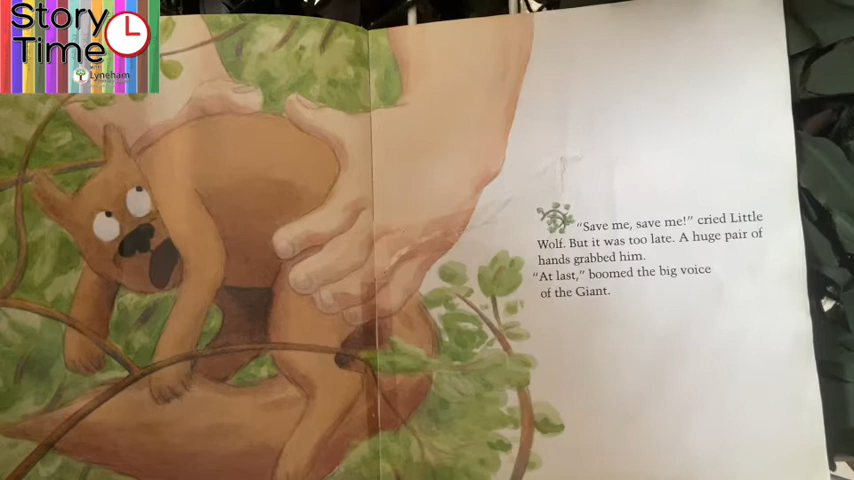 Story
Time
Lyneham
"Save me, save me!" cried Little
Wolf. But it was too late. A huge pair of
hands grabbed him.
"At last," boomed the big voice
of the Giant.